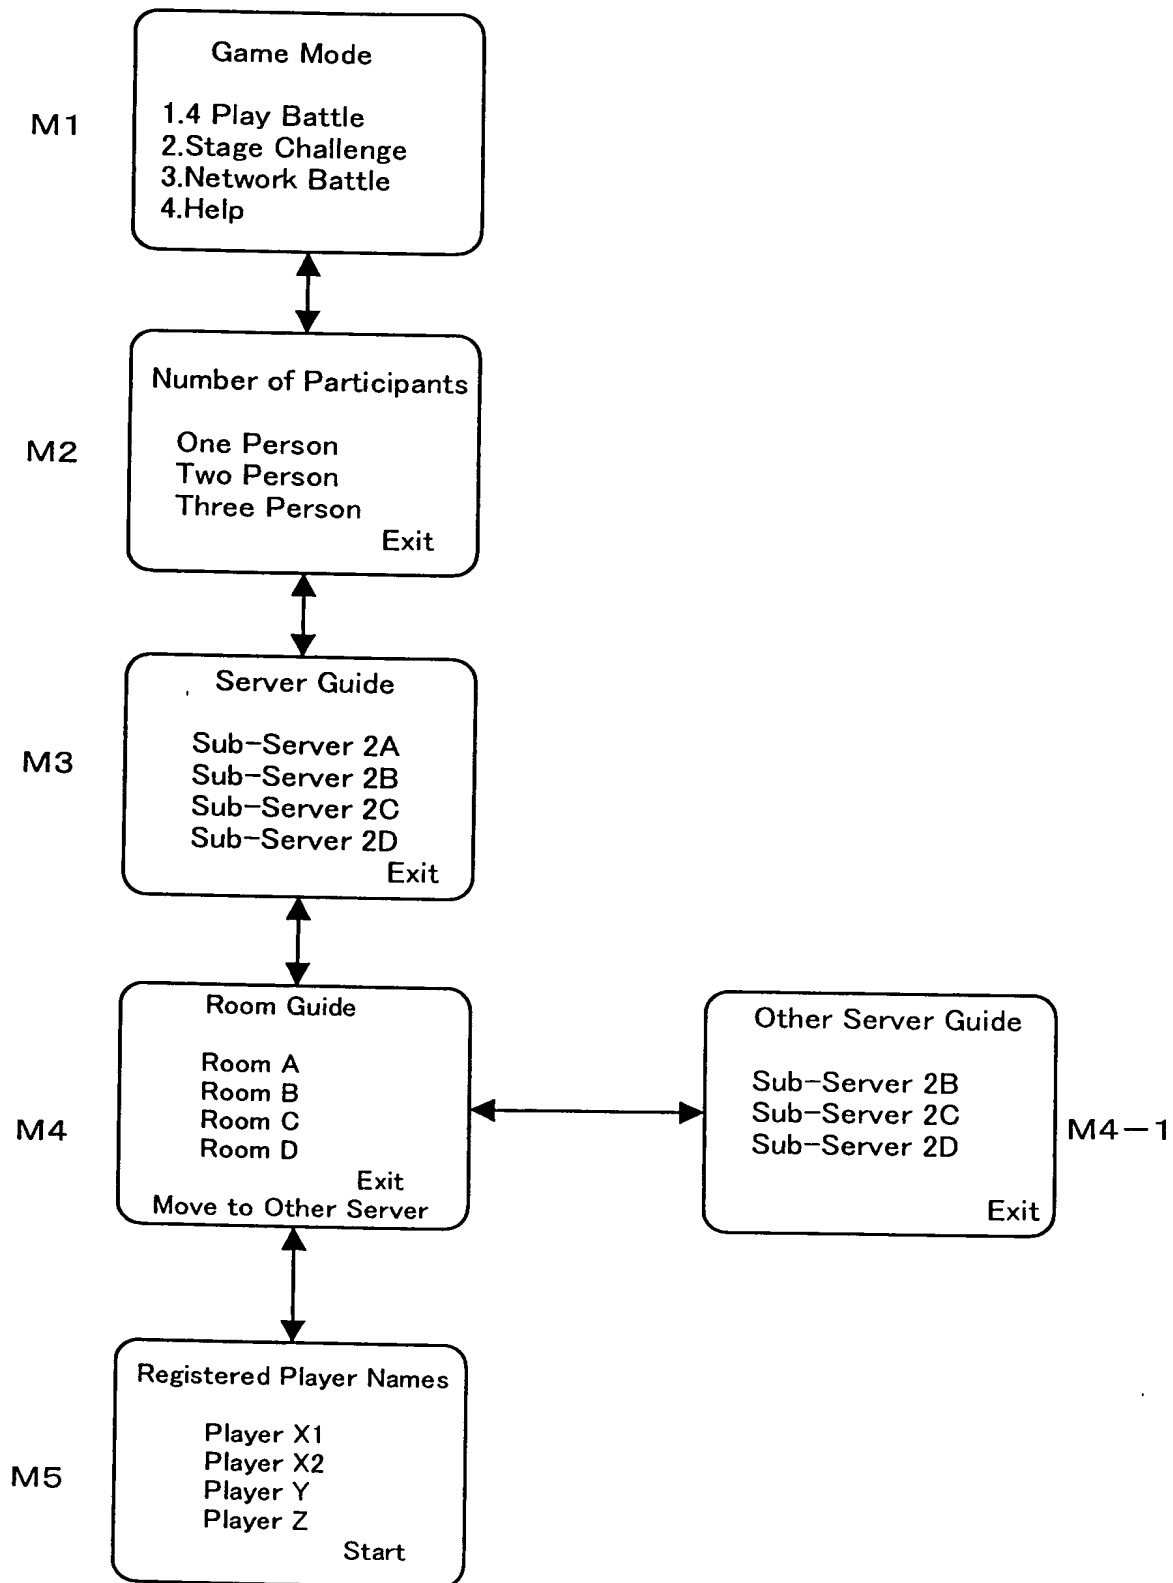 M1
Game Mode
1.4 Play Battle
2.Stage Challenge
3.Network Battle
4.Help
M2
Number of Participants
One Person
Two Person
Three Person
Exit
M3
Server Guide
Sub-Server 2A
Sub-Server 2B
Sub-Server 2C
Sub-Server 2D
Exit
M4
Room Guide
Room A
Room B
Room C
Room D
Exit
Move to Other Server
Other Server Guide
Sub-Server 2B
Sub-Server 2C
Sub-Server 2D
Exit
M4-1
M5
Registered Player Names
Player X1
Player X2
Player Y
Player Z
Start